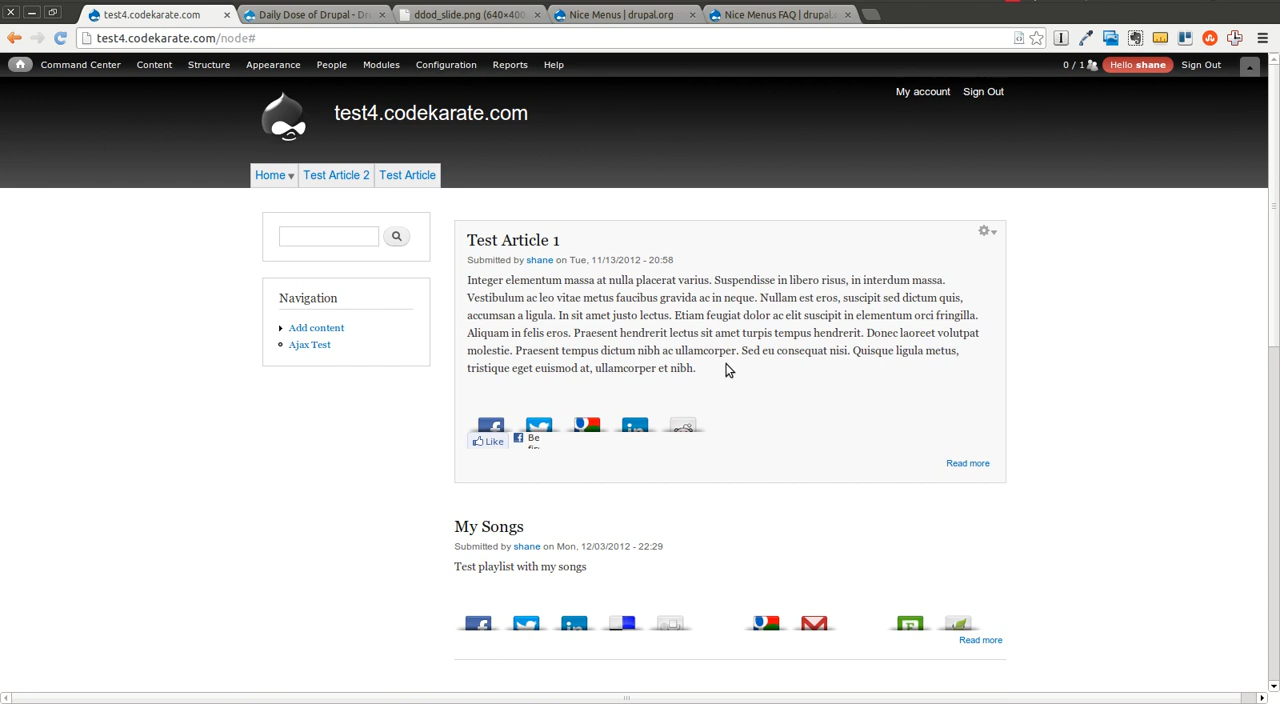 test4.codekarate.com
Daily Dose of Drupal - Dr
ddod_slide.png (640×400
Nice Menus | drupal.org
Nice Menus FAQ | drupal.
test4.codekarate.com/node#
Command Center Content Structure Appearance People Modules Configuration Reports Help 0 / 1 Hello shane Sign Out
My account Sign Out
test4.codekarate.com
Home Test Article 2 Test Article
Test Article 1
Submitted by shane on Tue, 11/13/2012 - 20:58
Integer elementum massa at nulla placerat varius. Suspendisse in libero risus, in interdum massa.
Vestibulum ac leo vitae metus faucibus gravida ac in neque. Nullam est eros, suscipit sed dictum quis,
accumsan a ligula. In sit amet justo lectus. Etiam feugiat dolor ac elit suscipit in elementum orci fringilla.
Aliquam in felis eros. Praesent hendrerit lectus sit amet turpis tempus hendrerit. Donec laoreet volutpat
molestie. Praesent tempus dictum nibh ac ullamcorper. Sed eu consequat nisi. Quisque ligula metus,
tristique eget euismod at, ullamcorper et nibh.
Like Be
Read more
Navigation
Add content
Ajax Test
My Songs
Submitted by shane on Mon, 12/03/2012 - 22:29
Test playlist with my songs
Read more